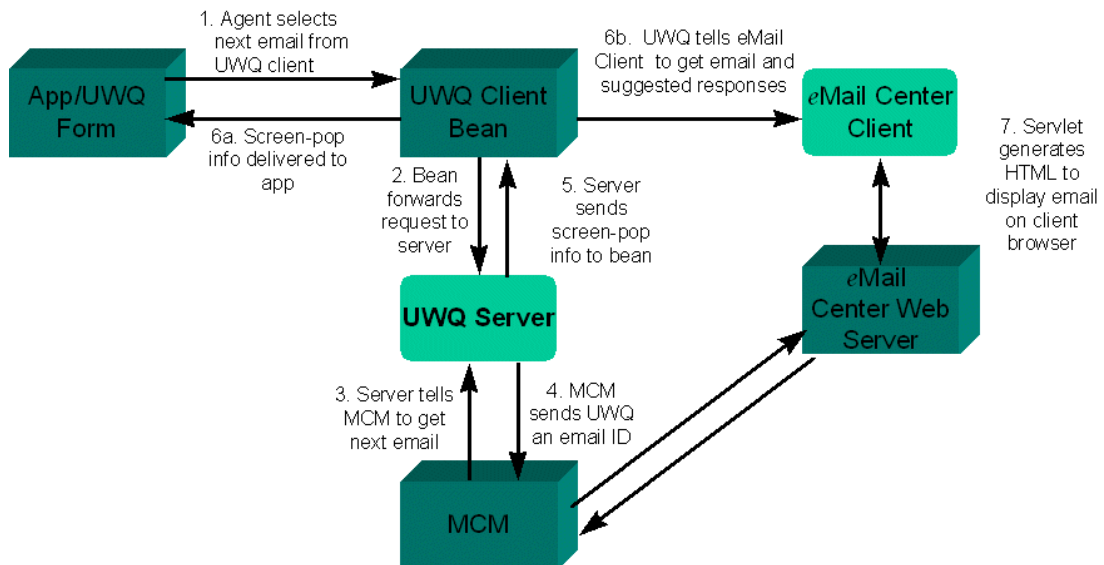 1. Agent selects
next email from
UWQ client
6b. UWQ tells eMail
Client to get email and
suggested responses
App/UWQ
Form
UWQ Client
Bean
eMail Center
Client
6a. Screen-pop
info delivered to
app
2. Bean
forwards
request to
server
5. Server
sends
screen-pop
info to bean
7. Servlet
generates
HTML to
display email
on client
browser
UWQ Server
eMail
Center Web
Server
3. Server tells
MCM to get
next email
4. MCM
sends UWQ
an email ID
MCM